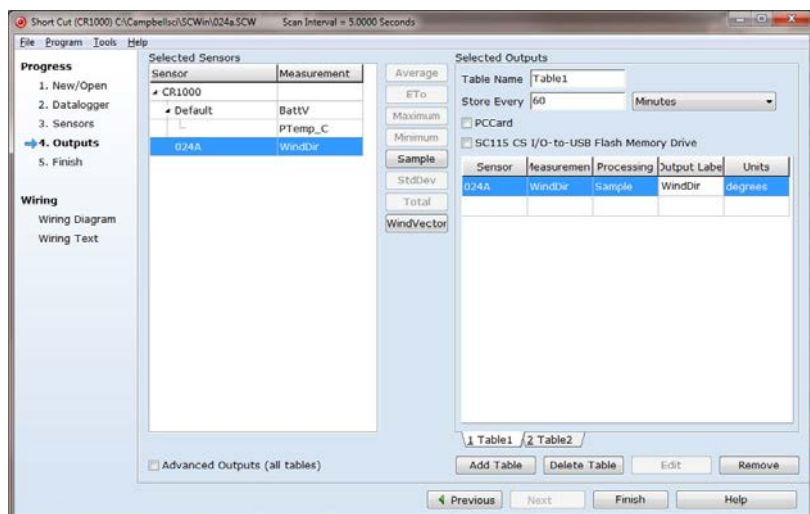 Short Cut (CR1000) C:\Campbellsci\SCWin\024a.SCW Scan Interval = 5.0000 Seconds
File Program Tools Help
Progress
1. New/Open
2. Datalogger
3. Sensors
4. Outputs
5. Finish
Wiring
Wiring Diagram
Wiring Text
Selected Sensors
Sensor Measurement
CR1000
Default BattV
PTemp_C
024A WindDir
Advanced Outputs (all tables)
Average
ETo
Maximum
Minimum
Sample
StdDev
Total
WindVector
Selected Outputs
Table Name Table1
Store Every 60 Minutes
PCCard
SC115 CS I/O-to-USB Flash Memory Drive
Sensor Measuremen Processing Output Labe Units
024A WindDir Sample WindDir degrees
1 Table1 2 Table2
Add Table Delete Table Edit Remove
Previous Next Finish Help